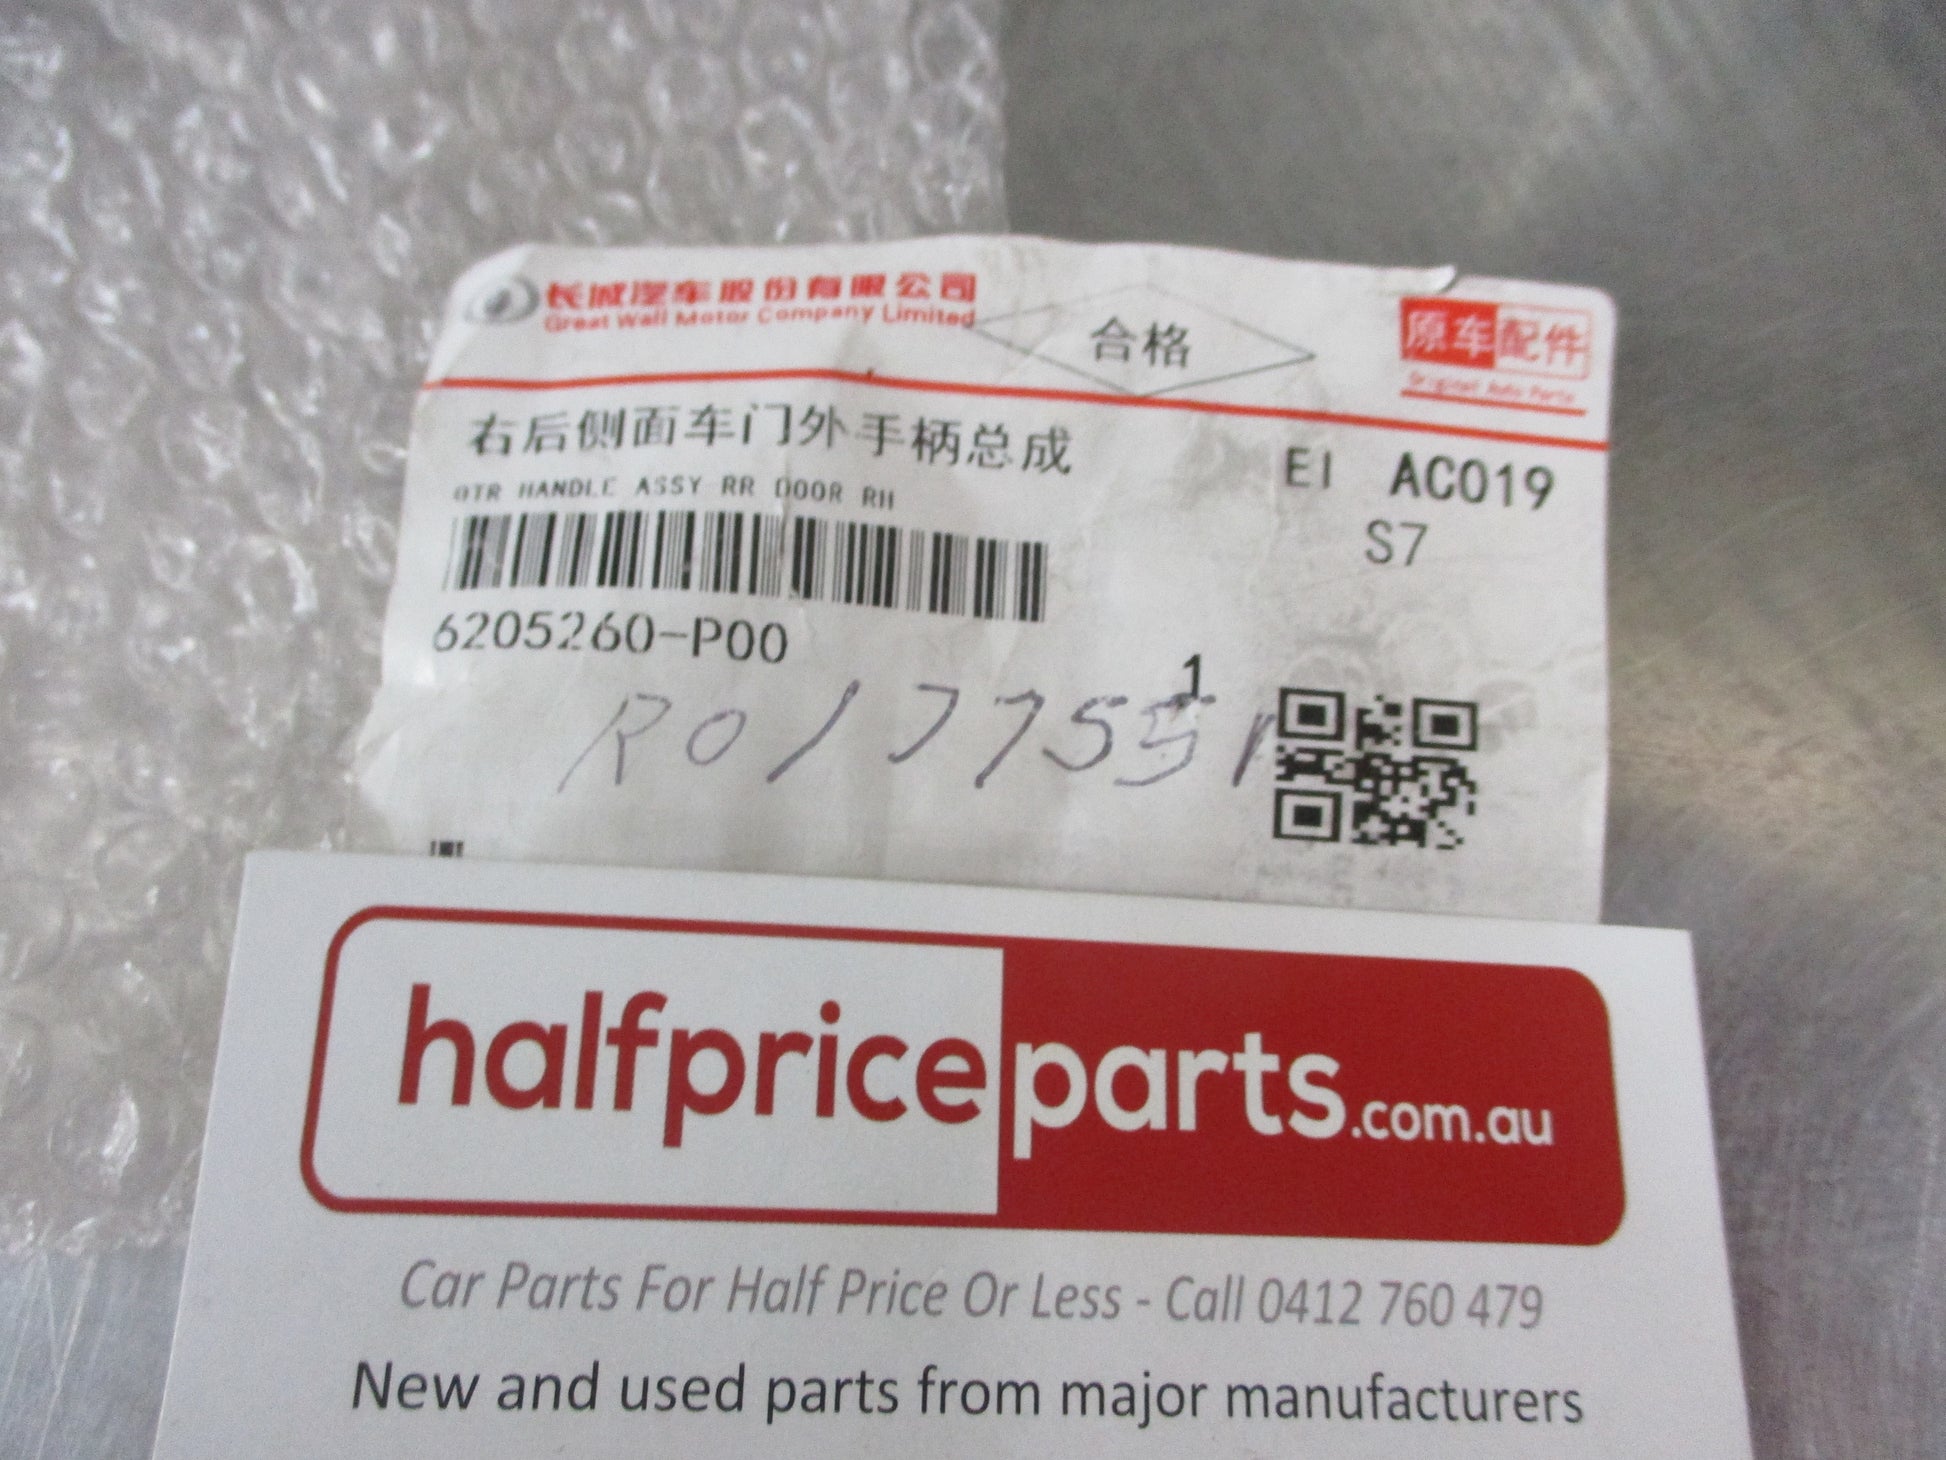 长城汽车股份有限公司
Great Wall Motor Company Limited
合格
原车配件
Original Auto Parts
右后侧面车门外手柄总成
OTR HANDLE ASSY RR DOOR RH
EI AC019
S7
6205260-P00
1
R0177551
halfpriceparts.com.au
Car Parts For Half Price Or Less - Call 0412 760 479
New and used parts from major manufacturers